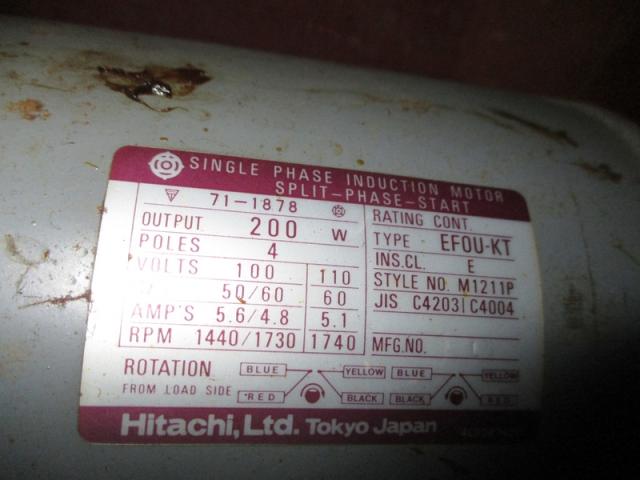 SINGLE PHASE INDUCTION MOTOR
SPLIT-PHASE-START
71-1878
OUTPUT 200 W
POLES 4
VOLTS 100 110
50/60 60
AMP'S 5.6/4.8 5.1
RPM 1440/1730 1740
RATING CONT.
TYPE EFOU-KT
INS.CL. E
STYLE NO. M1211P
JIS C4203 C4004
MFG.NO.
ROTATION
FROM LOAD SIDE
BLUE YELLOW BLUE YELLOW
*RED BLACK BLACK RED
Hitachi, Ltd. Tokyo Japan